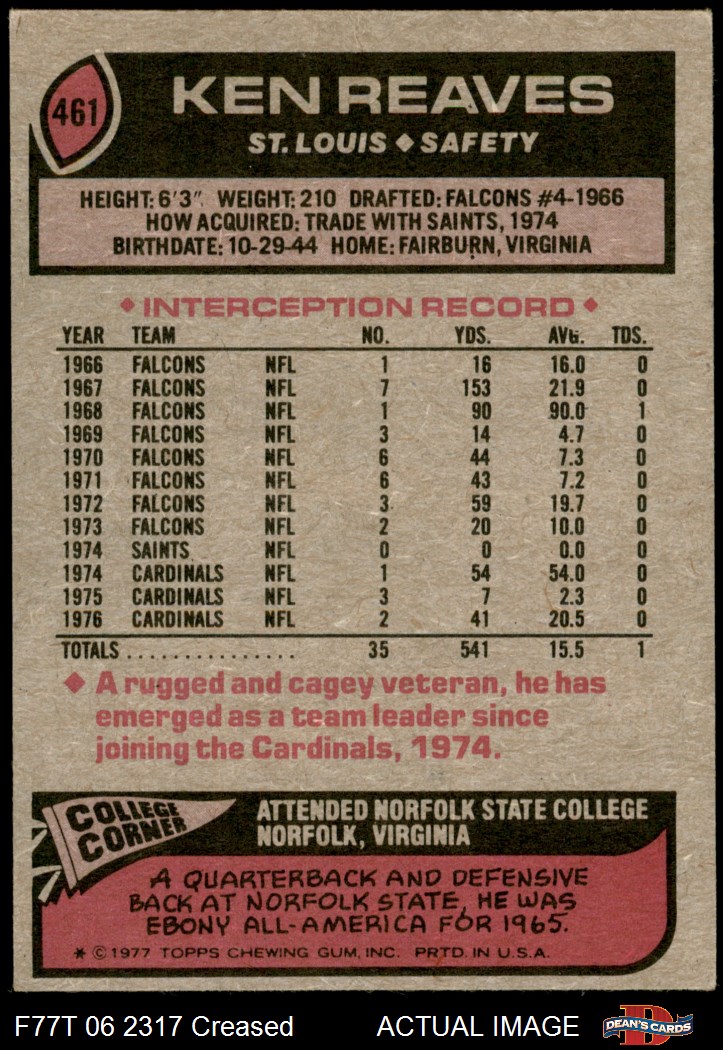 461
KEN REAVES
ST. LOUIS ◆ SAFETY
HEIGHT: 6'3" WEIGHT: 210 DRAFTED: FALCONS #4-1966
HOW ACQUIRED: TRADE WITH SAINTS, 1974
BIRTHDATE: 10-29-44 HOME: FAIRBURN, VIRGINIA
◆ INTERCEPTION RECORD ◆
YEAR TEAM NO. YDS. AVG. TDS.
1966 FALCONS NFL 1 16 16.0 0
1967 FALCONS NFL 7 153 21.9 0
1968 FALCONS NFL 1 90 90.0 1
1969 FALCONS NFL 3 14 4.7 0
1970 FALCONS NFL 6 44 7.3 0
1971 FALCONS NFL 6 43 7.2 0
1972 FALCONS NFL 3 59 19.7 0
1973 FALCONS NFL 2 20 10.0 0
1974 SAINTS NFL 0 0 0.0 0
1974 CARDINALS NFL 1 54 54.0 0
1975 CARDINALS NFL 3 7 2.3 0
1976 CARDINALS NFL 2 41 20.5 0
TOTALS................ 35 541 15.5 1
◆ A rugged and cagey veteran, he has
emerged as a team leader since
joining the Cardinals, 1974.
COLLEGE
CORNER
ATTENDED NORFOLK STATE COLLEGE
NORFOLK, VIRGINIA
A QUARTERBACK AND DEFENSIVE
BACK AT NORFOLK STATE, HE WAS
EBONY ALL-AMERICA FOR 1965.
* © 1977 TOPPS CHEWING GUM, INC. PRTD. IN U.S.A.
F77T 06 2317 Creased ACTUAL IMAGE
DEAN'S CARDS